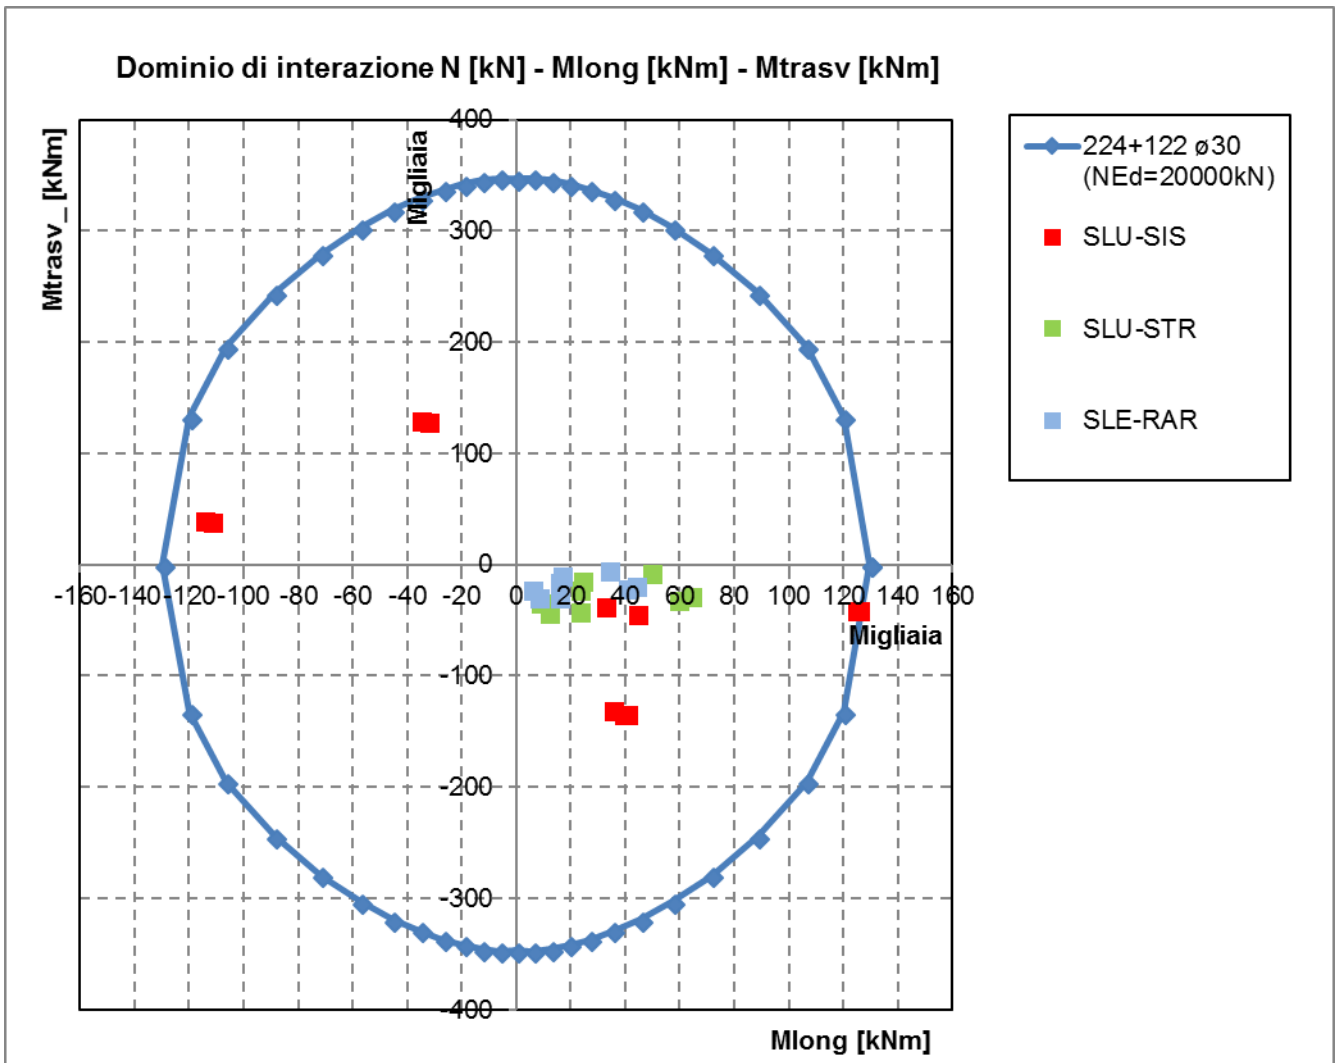 Dominio di interazione N [kN] - Mlong [kNm] - Mtrasv [kNm]
Mtrasv_ [kNm]
Migliaia
400
300
200
100
0
-100
-200
-300
-400
-160 -140 -120 -100 -80 -60 -40 -20 0 20 40 60 80 100 120 140 160
Migliaia
Mlong [kNm]
224+122 ø30
(NEd=20000kN)
SLU-SIS
SLU-STR
SLE-RAR